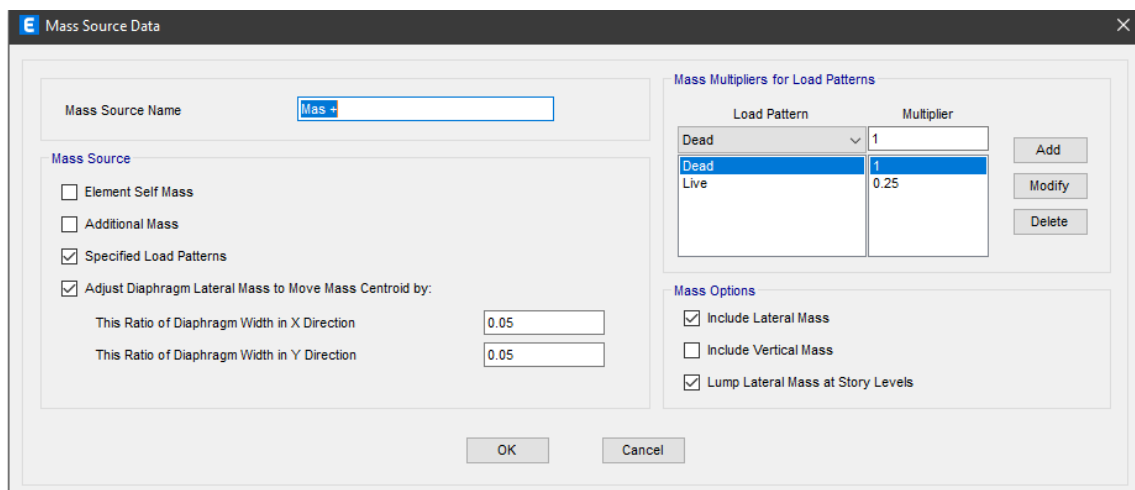 E Mass Source Data
Mass Source Name Mas +
Mass Source
Element Self Mass
Additional Mass
Specified Load Patterns
Adjust Diaphragm Lateral Mass to Move Mass Centroid by:
This Ratio of Diaphragm Width in X Direction 0.05
This Ratio of Diaphragm Width in Y Direction 0.05
Mass Multipliers for Load Patterns
Load Pattern Multiplier
Dead 1
Dead 1
Live 0.25
Add
Modify
Delete
Mass Options
Include Lateral Mass
Include Vertical Mass
Lump Lateral Mass at Story Levels
OK Cancel